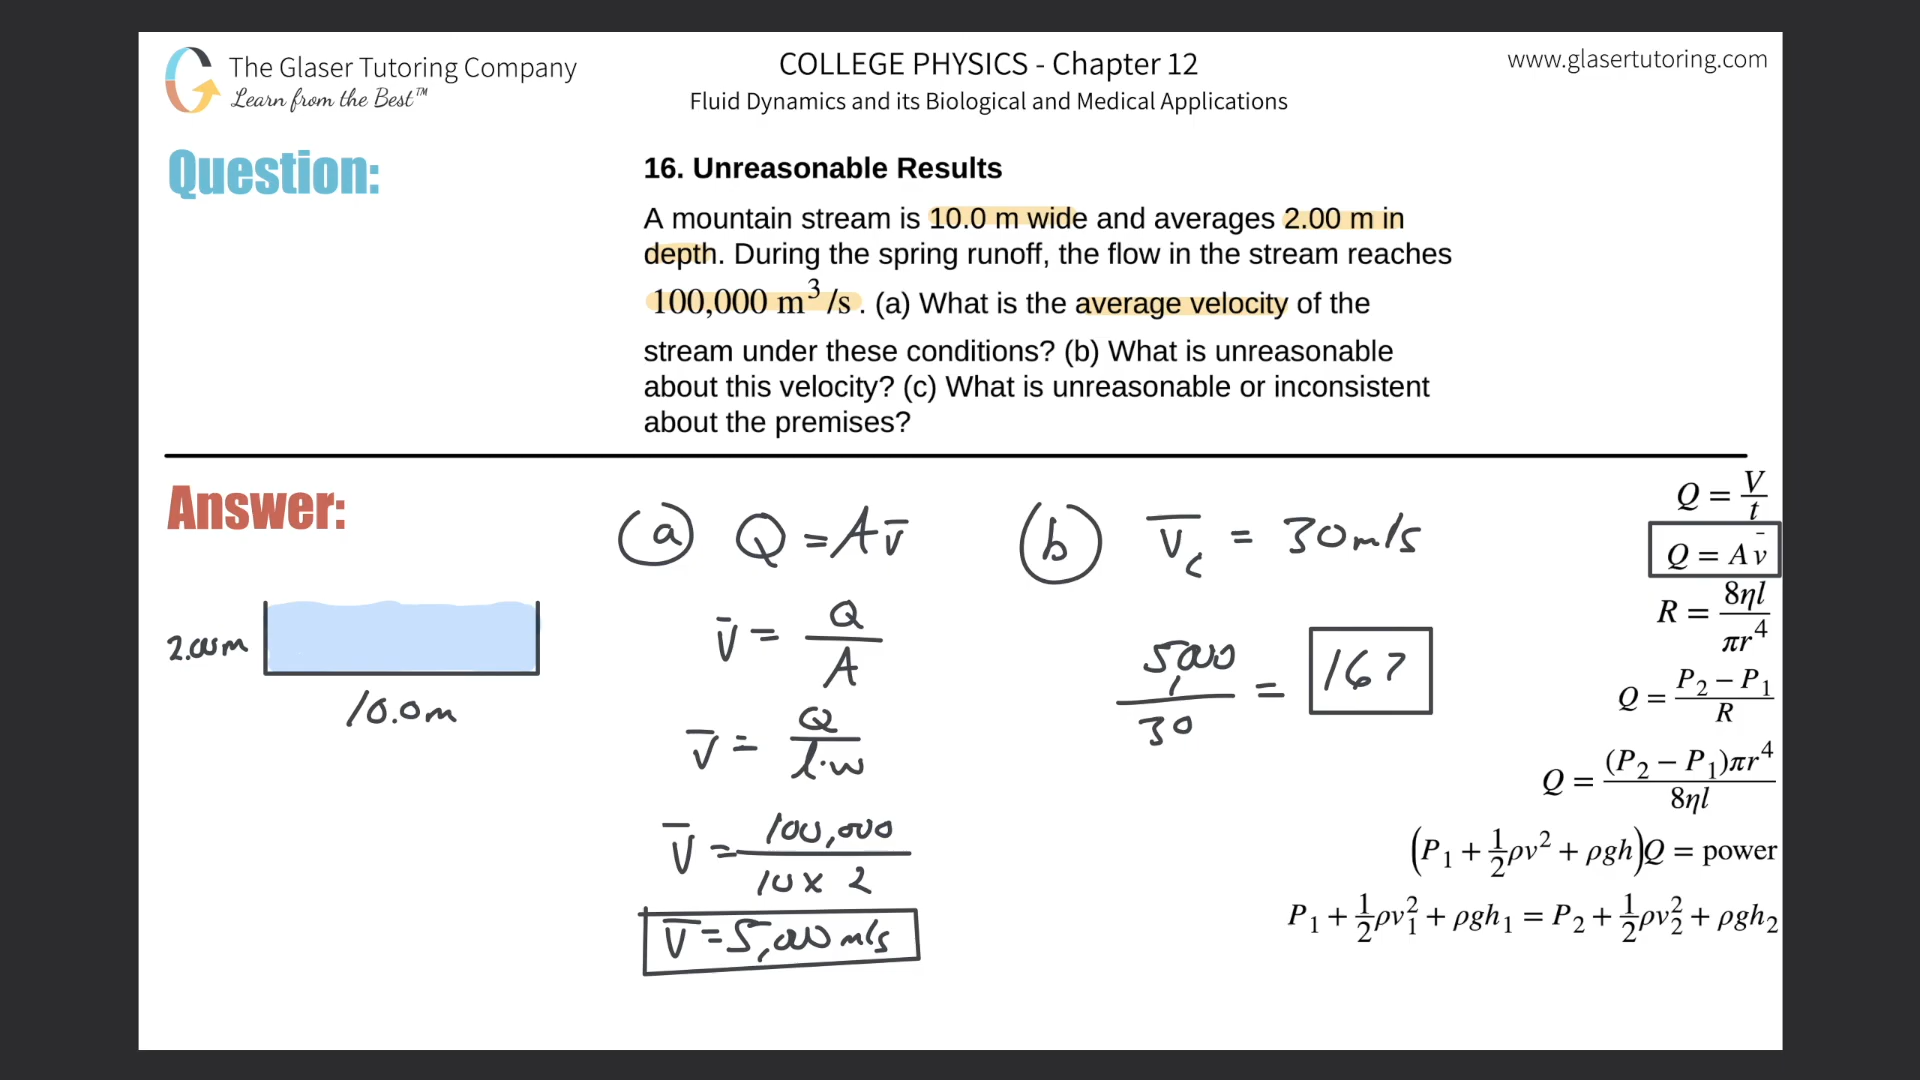 The Glaser Tutoring Company
Learn from the Best™
COLLEGE PHYSICS - Chapter 12
Fluid Dynamics and its Biological and Medical Applications
www.glasertutoring.com
Question:
16. Unreasonable Results
A mountain stream is 10.0 m wide and averages 2.00 m in
depth. During the spring runoff, the flow in the stream reaches
100,000 m³/s . (a) What is the average velocity of the
stream under these conditions? (b) What is unreasonable
about this velocity? (c) What is unreasonable or inconsistent
about the premises?
Answer:
2.00m
10.0m
(a) Q = Av̄
v̄ = Q/A
v̄ = Q/l·w
v̄ = 100,000/10 x 2
v̄ = 5,000 m/s
(b) v̄c = 30 m/s
5,000/30 = 167
Q = V/t
Q = A v̄
R = 8ηl/πr⁴
Q = P₂ − P₁/R
Q = (P₂ − P₁)πr⁴/8ηl
(P₁ + ½ρv² + ρgh)Q = power
P₁ + ½ρv₁² + ρgh₁ = P₂ + ½ρv₂² + ρgh₂